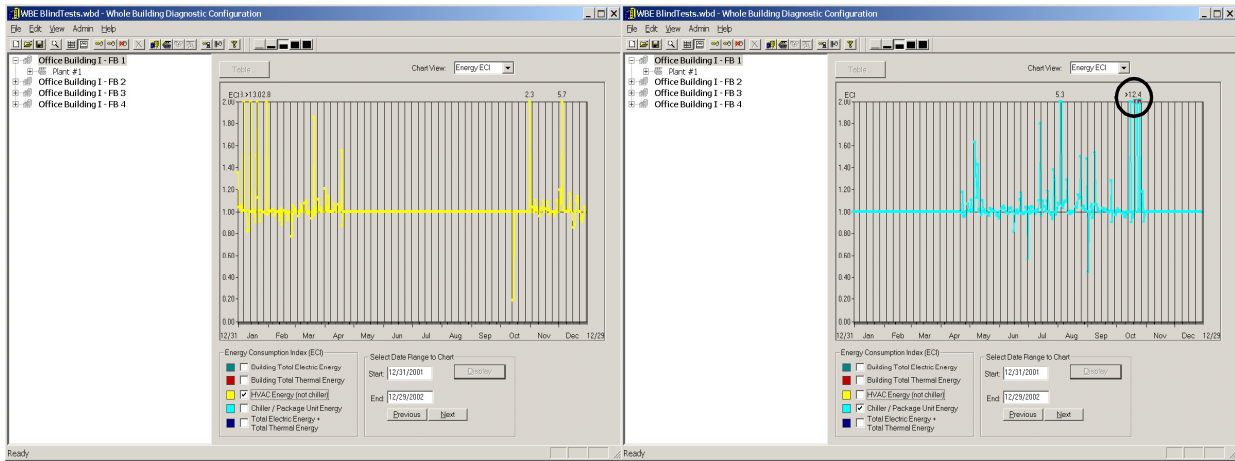 WBE BlindTests.wbd - Whole Building Diagnostic Configuration
File Edit View Admin Help
Office Building I - FB 1
Plant #1
Office Building I - FB 2
Office Building I - FB 3
Office Building I - FB 4
Table
Chart View: Energy ECI
ECI3.>13.02.8 2.3 5.7
2.00
1.80
1.60
1.40
1.20
1.00
0.80
0.60
0.40
0.20
0.00
12/31 Jan Feb Mar Apr May Jun Jul Aug Sep Oct Nov Dec 12/29
Energy Consumption Index (ECI)
Building Total Electric Energy
Building Total Thermal Energy
HVAC Energy (not chiller)
Chiller / Package Unit Energy
Total Electric Energy +
Total Thermal Energy
Select Date Range to Chart
Start: 12/31/2001 Display
End: 12/29/2002
Previous Next
Ready
WBE BlindTests.wbd - Whole Building Diagnostic Configuration
File Edit View Admin Help
Office Building I - FB 1
Plant #1
Office Building I - FB 2
Office Building I - FB 3
Office Building I - FB 4
Table
Chart View: Energy ECI
ECI 5.3 >12.4
2.00
1.80
1.60
1.40
1.20
1.00
0.80
0.60
0.40
0.20
0.00
12/31 Jan Feb Mar Apr May Jun Jul Aug Sep Oct Nov Dec 12/29
Energy Consumption Index (ECI)
Building Total Electric Energy
Building Total Thermal Energy
HVAC Energy (not chiller)
Chiller / Package Unit Energy
Total Electric Energy +
Total Thermal Energy
Select Date Range to Chart
Start: 12/31/2001 Display
End: 12/29/2002
Previous Next
Ready